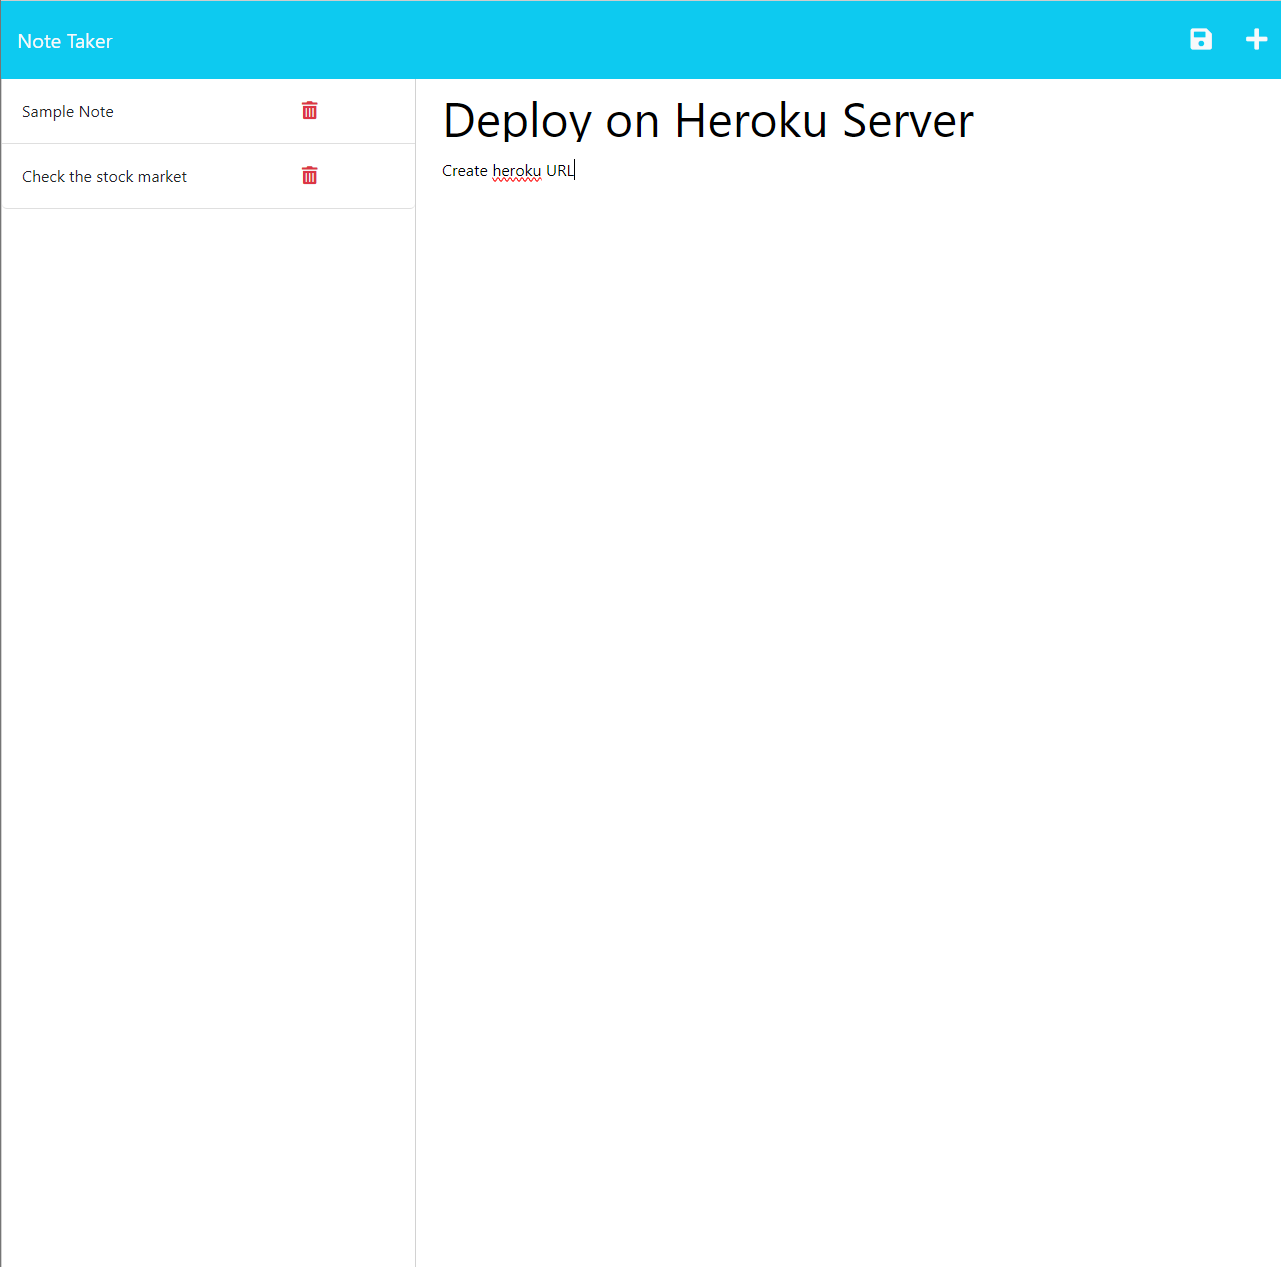 Note Taker
Sample Note
Check the stock market
Deploy on Heroku Server
Create heroku URL